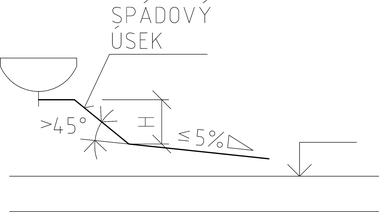 SPÁDOVÝ
ÚSEK
>45°
H
≤5%